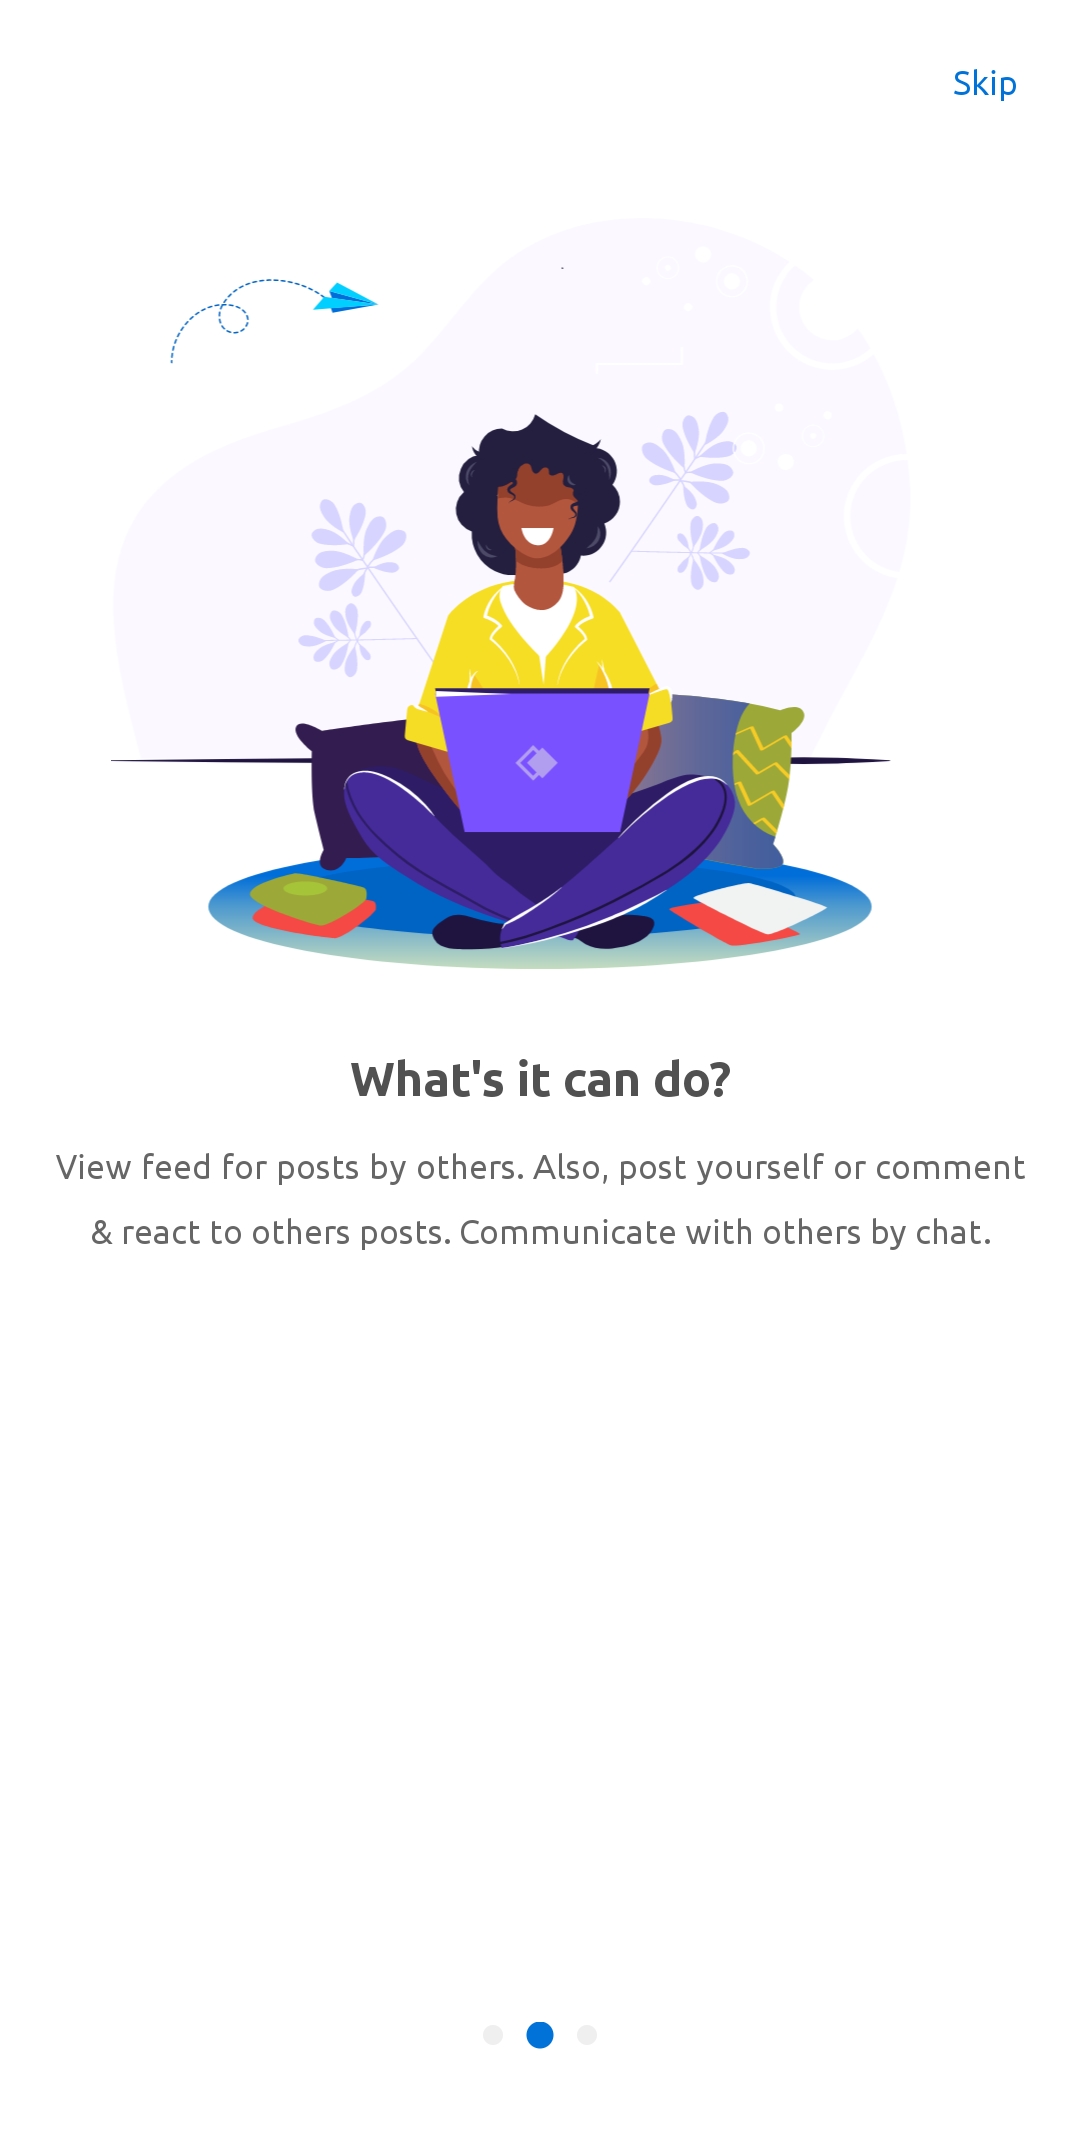 Skip
What's it can do?
View feed for posts by others. Also, post yourself or comment
& react to others posts. Communicate with others by chat.